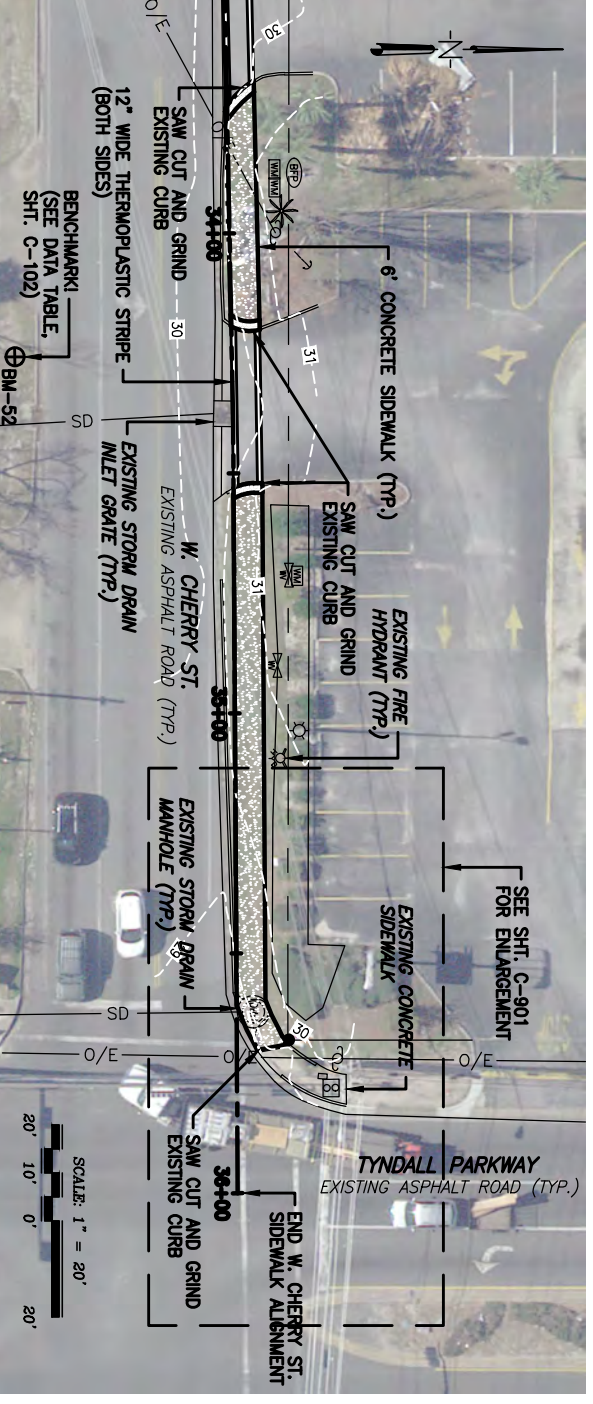 O/E
30
N
SAW CUT AND GRIND
EXISTING CURB
12" WIDE THERMOPLASTIC STRIPE
(BOTH SIDES)
BENCHMARK!
(SEE DATA TABLE,
SHT. C-102)
BM-52
34+00
30
BFP
WM
WM
31
6' CONCRETE SIDEWALK (TYP.)
SD
EXISTING STORM DRAIN
INLET GRATE (TYP.)
SAW CUT AND GRIND
EXISTING CURB
W. CHERRY ST.
EXISTING ASPHALT ROAD (TYP.)
31
WM
W
W
EXISTING FIRE
HYDRANT (TYP.)
35+00
EXISTING STORM DRAIN
MANHOLE (TYP.)
SEE SHT. C-901
FOR ENLARGEMENT
EXISTING CONCRETE
SIDEWALK
30
SD
O/E
O/E
TYNDALL PARKWAY
EXISTING ASPHALT ROAD (TYP.)
SAW CUT AND GRIND
EXISTING CURB
36+00
END W. CHERRY ST.
SIDEWALK ALIGNMENT
SCALE: 1" = 20'
20' 10' 0' 20'